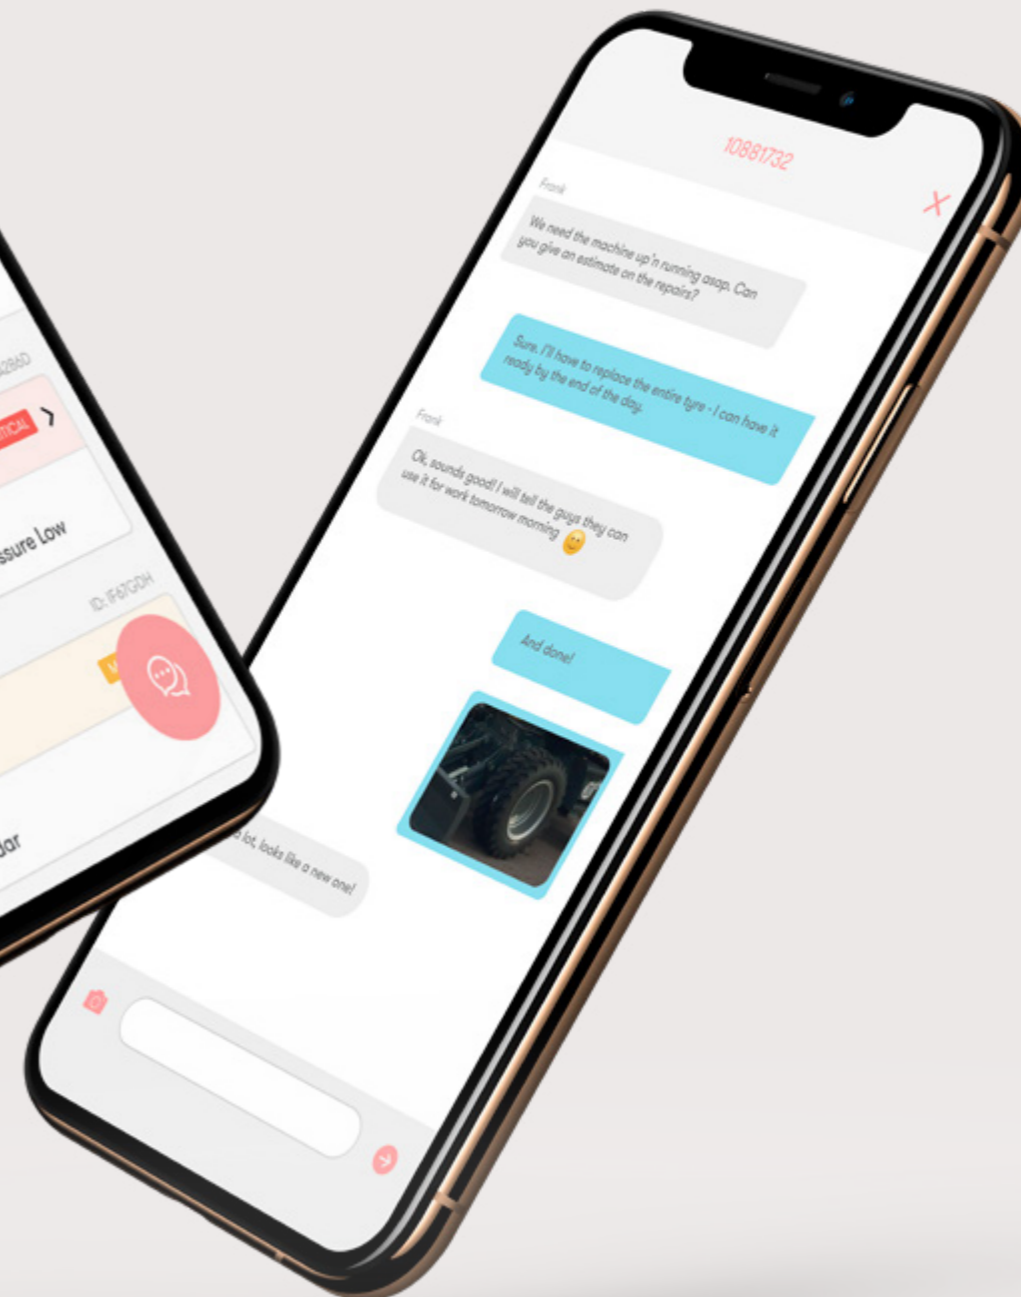 10881732
Frank
We need the machine up'n running asap. Can
you give an estimate on the repairs?
Sure. I'll have to replace the entire tyre - I can have it
ready by the end of the day.
Frank
Ok, sounds good! I will tell the guys they can
use it for work tomorrow morning 🙂
And done!
lot, looks like a new one!
ssure Low
ID: 1F67GDH